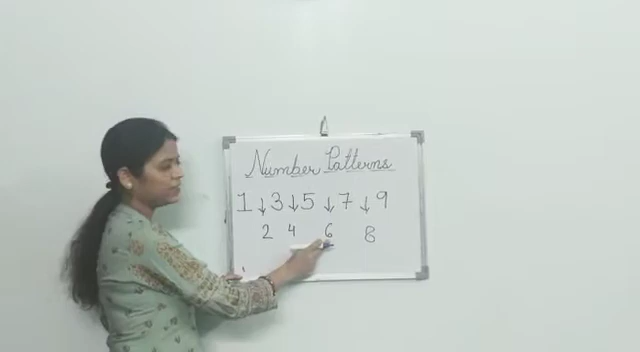 Number Patterns
1 ↓ 3 ↓ 5 ↓ 7 ↓ 9
2 4 6 8